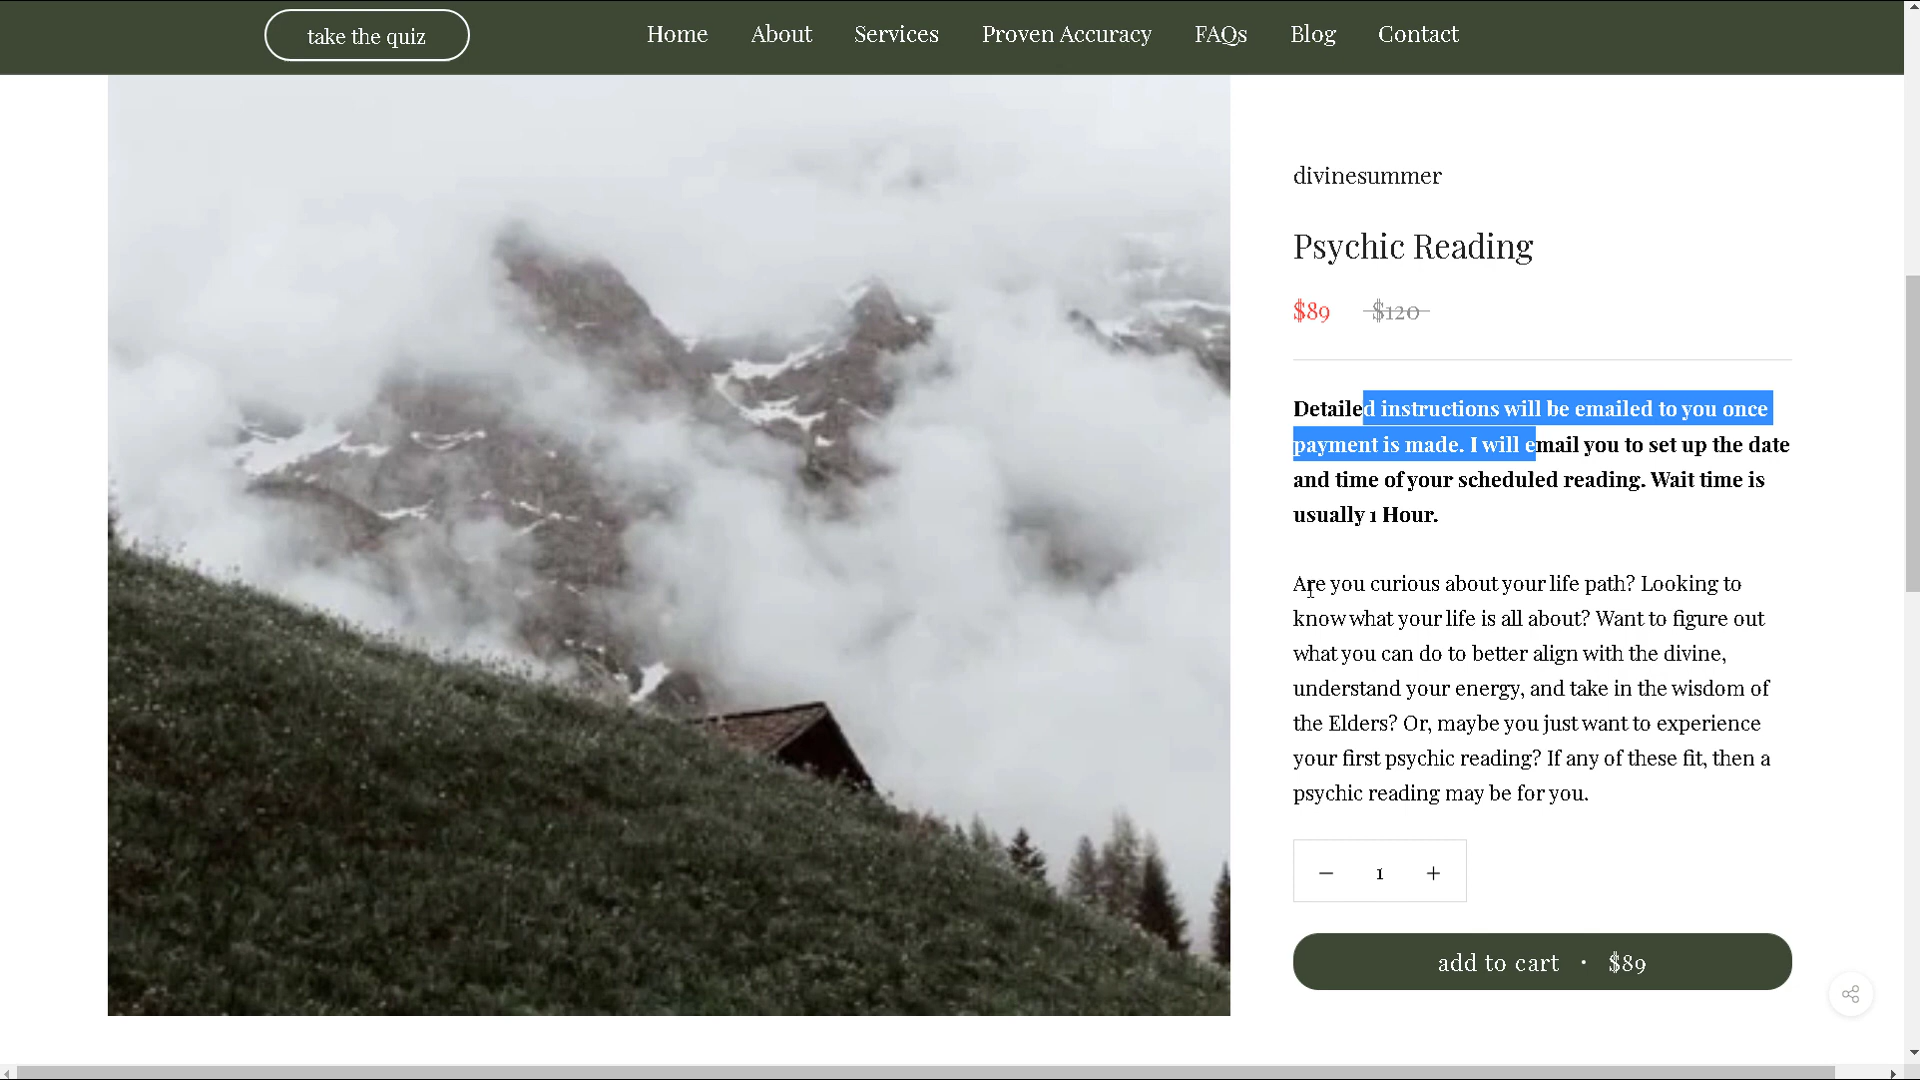 take the quiz
Home About Services Proven Accuracy FAQs Blog Contact
divinesummer
Psychic Reading
$89 $120
Detailed instructions will be emailed to you once
payment is made. I will email you to set up the date
and time of your scheduled reading. Wait time is
usually 1 Hour.
Are you curious about your life path? Looking to
know what your life is all about? Want to figure out
what you can do to better align with the divine,
understand your energy, and take in the wisdom of
the Elders? Or, maybe you just want to experience
your first psychic reading? If any of these fit, then a
psychic reading may be for you.
− 1 +
add to cart · $89